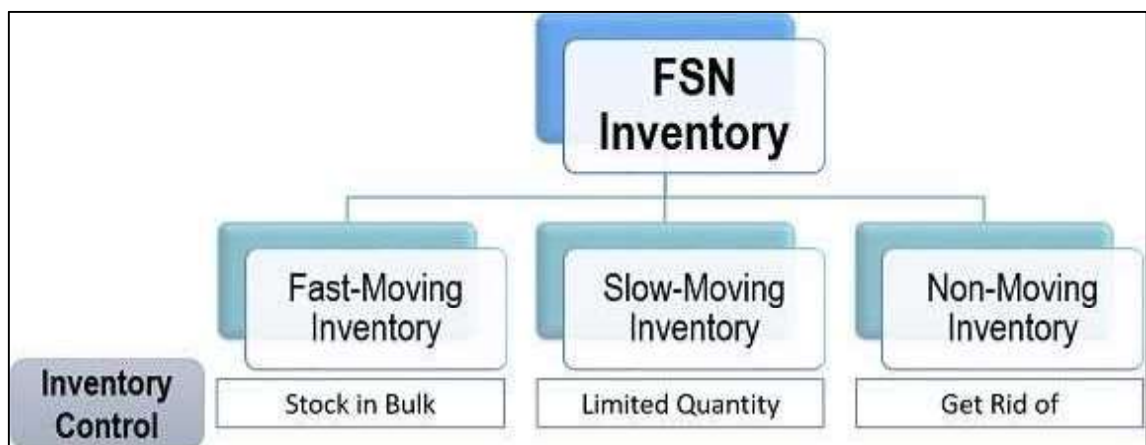 FSN
Inventory
Fast-Moving
Inventory
Slow-Moving
Inventory
Non-Moving
Inventory
Inventory
Control
Stock in Bulk
Limited Quantity
Get Rid of